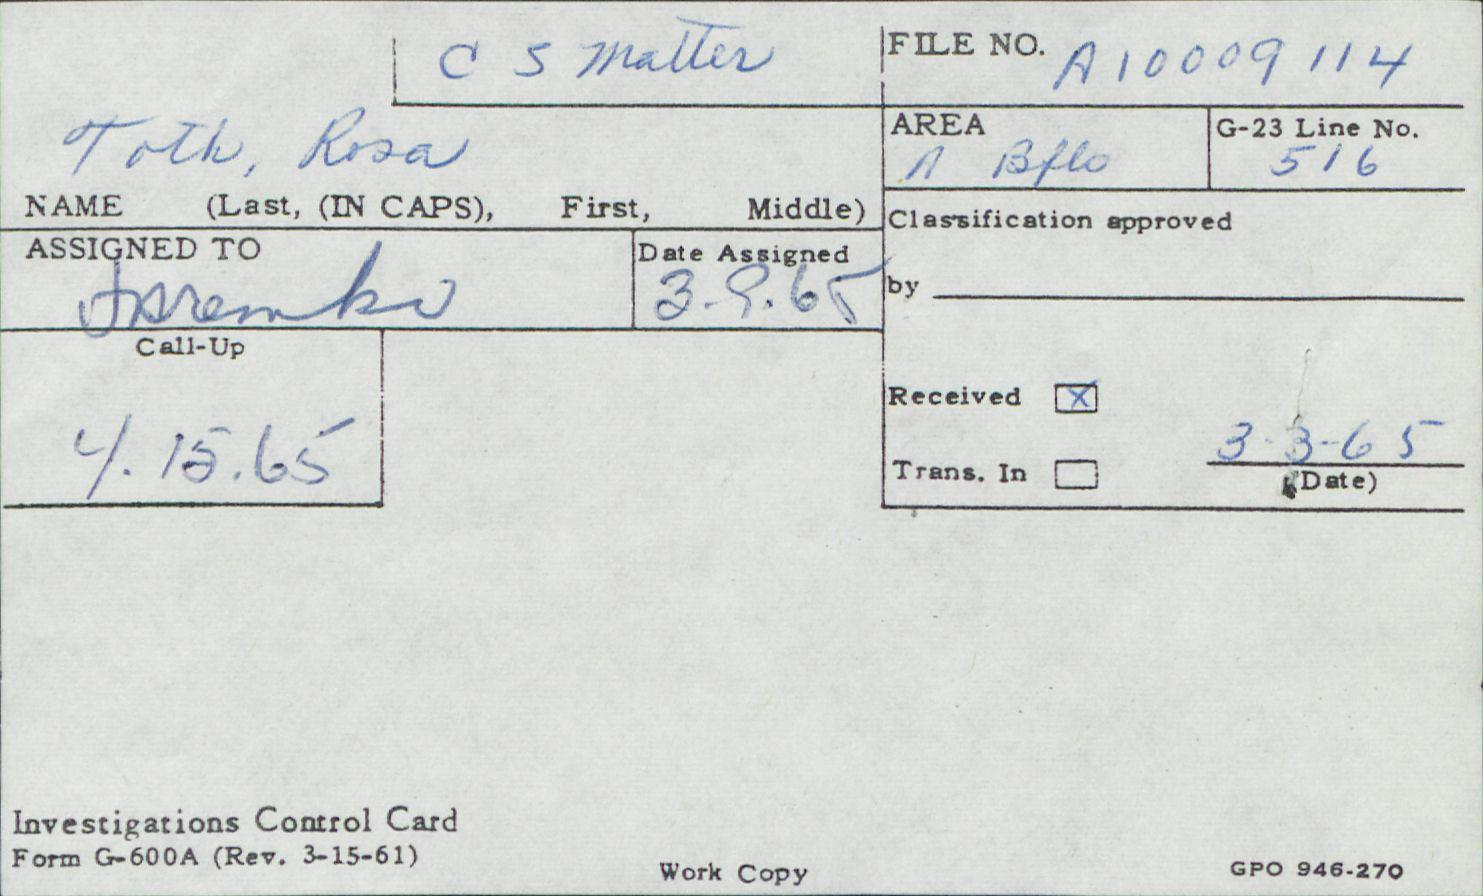 C S Matter
FILE NO. A10009114
Toth, Rosa
AREA
A Bflo
G-23 Line No.
516
NAME (Last, (IN CAPS), First, Middle)
Classification approved
by
ASSIGNED TO
Date Assigned
3.9.65
Call-Up
4.15.65
Received X
3-3-65
Trans. In
(Date)
Investigations Control Card
Form G-600A (Rev. 3-15-61)
Work Copy
GPO 946-270